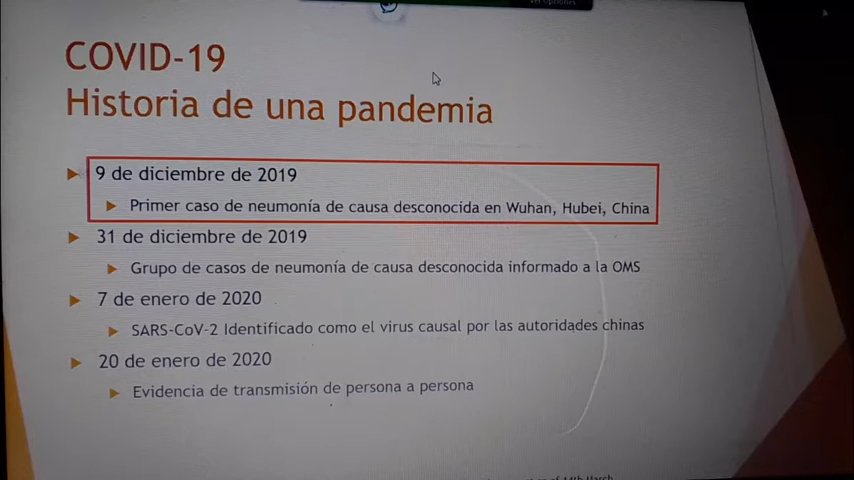 COVID-19
Historia de una pandemia
9 de diciembre de 2019
Primer caso de neumonía de causa desconocida en Wuhan, Hubei, China
31 de diciembre de 2019
Grupo de casos de neumonía de causa desconocida informado a la OMS
7 de enero de 2020
SARS-CoV-2 Identificado como el virus causal por las autoridades chinas
20 de enero de 2020
Evidencia de transmisión de persona a persona